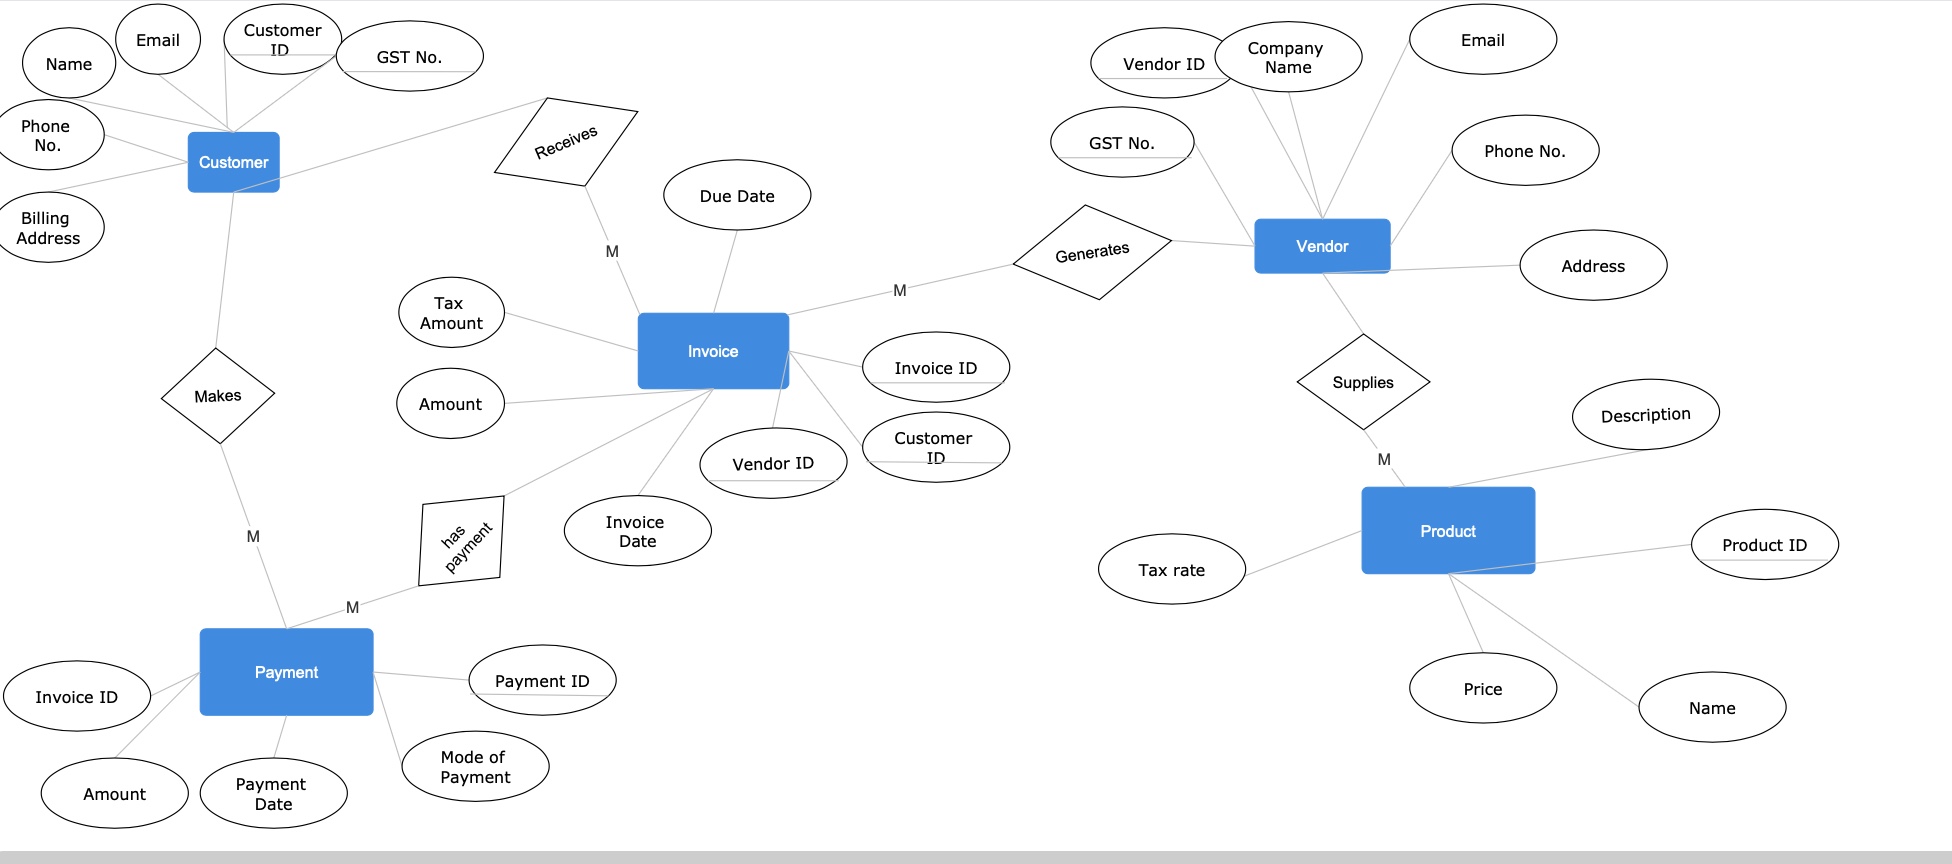 Name
Email
Customer
ID
GST No.
Phone
No.
Customer
Billing
Address
Receives
Due Date
M
Vendor ID
Company
Name
Email
GST No.
Phone No.
Generates
Vendor
Address
M
Tax
Amount
Invoice
Invoice ID
Amount
Customer
ID
Vendor ID
Invoice
Date
Supplies
M
Description
Makes
M
has
payment
M
Product
Product ID
Tax rate
Price
Name
Payment
Payment ID
Invoice ID
Mode of
Payment
Amount
Payment
Date